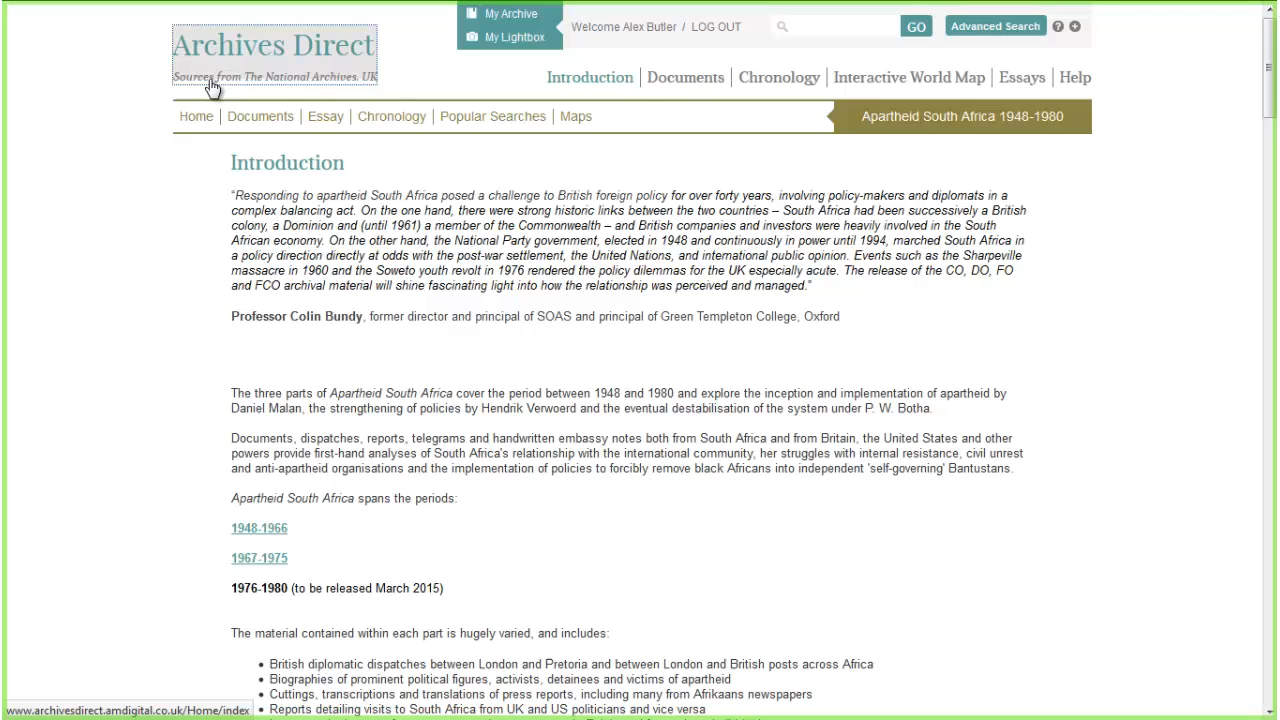 My Archive
My Lightbox
Welcome Alex Butler / LOG OUT
GO
Advanced Search
Archives Direct
Sources from The National Archives, UK
Introduction | Documents | Chronology | Interactive World Map | Essays | Help
Home | Documents | Essay | Chronology | Popular Searches | Maps
Apartheid South Africa 1948-1980
Introduction
“Responding to apartheid South Africa posed a challenge to British foreign policy for over forty years, involving policy-makers and diplomats in a
complex balancing act. On the one hand, there were strong historic links between the two countries – South Africa had been successively a British
colony, a Dominion and (until 1961) a member of the Commonwealth – and British companies and investors were heavily involved in the South
African economy. On the other hand, the National Party government, elected in 1948 and continuously in power until 1994, marched South Africa in
a policy direction directly at odds with the post-war settlement, the United Nations, and international public opinion. Events such as the Sharpeville
massacre in 1960 and the Soweto youth revolt in 1976 rendered the policy dilemmas for the UK especially acute. The release of the CO, DO, FO
and FCO archival material will shine fascinating light into how the relationship was perceived and managed.”
Professor Colin Bundy, former director and principal of SOAS and principal of Green Templeton College, Oxford
The three parts of Apartheid South Africa cover the period between 1948 and 1980 and explore the inception and implementation of apartheid by
Daniel Malan, the strengthening of policies by Hendrik Verwoerd and the eventual destabilisation of the system under P. W. Botha.
Documents, dispatches, reports, telegrams and handwritten embassy notes both from South Africa and from Britain, the United States and other
powers provide first-hand analyses of South Africa's relationship with the international community, her struggles with internal resistance, civil unrest
and anti-apartheid organisations and the implementation of policies to forcibly remove black Africans into independent 'self-governing' Bantustans.
Apartheid South Africa spans the periods:
1948-1966
1967-1975
1976-1980 (to be released March 2015)
The material contained within each part is hugely varied, and includes:
• British diplomatic dispatches between London and Pretoria and between London and British posts across Africa
• Biographies of prominent political figures, activists, detainees and victims of apartheid
• Cuttings, transcriptions and translations of press reports, including many from Afrikaans newspapers
• Reports detailing visits to South Africa from UK and US politicians and vice versa
www.archivesdirect.amdigital.co.uk/Home/index